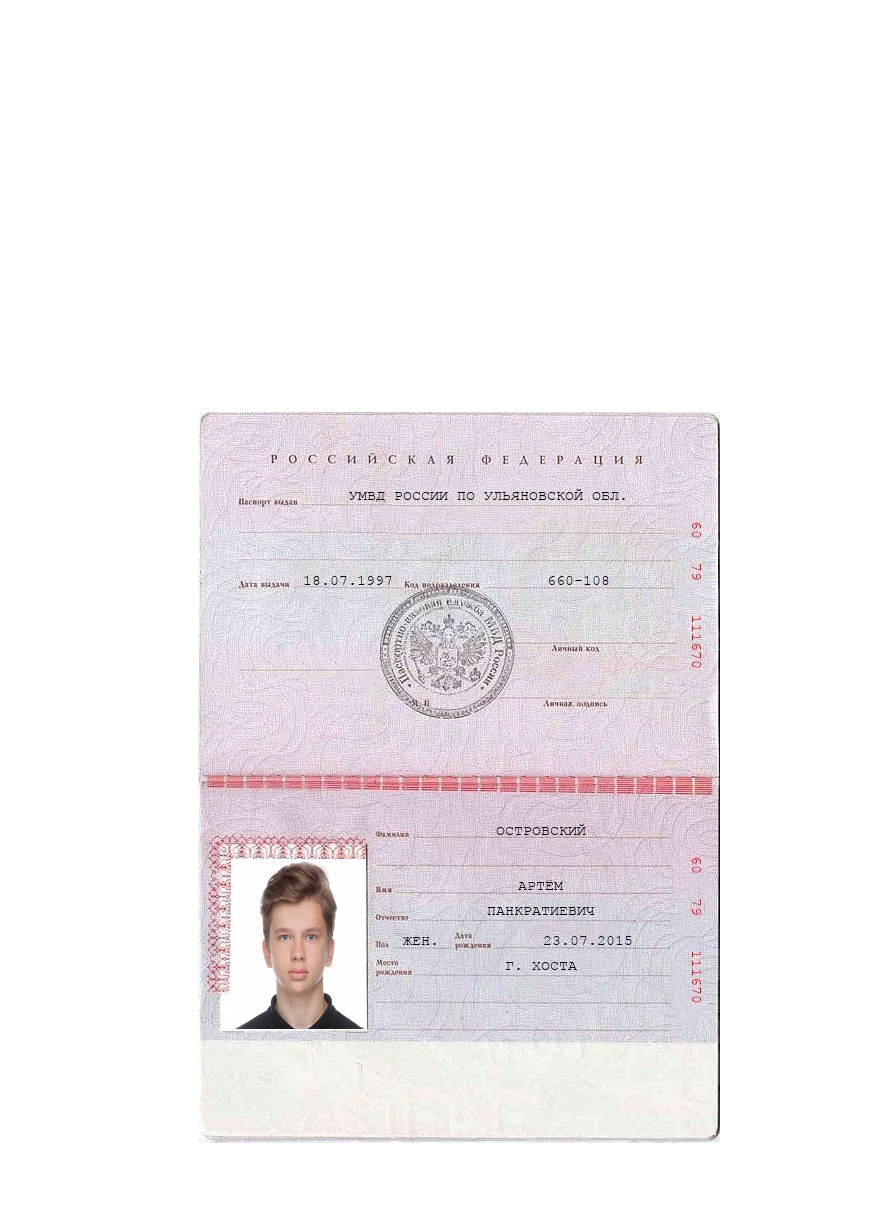 РОССИЙСКАЯ ФЕДЕРАЦИЯ
Паспорт выдан УМВД РОССИИ ПО УЛЬЯНОВСКОЙ ОБЛ.
Дата выдачи 18.07.1997 Код подразделения 660-108
Паспортно-визовая служба МВД России
Личный код
М.П.
Личная подпись
60 79 111670
Фамилия ОСТРОВСКИЙ
Имя АРТЁМ
Отчество ПАНКРАТИЕВИЧ
Пол ЖЕН. Дата рождения 23.07.2015
Место рождения Г. ХОСТА
60 79 111670